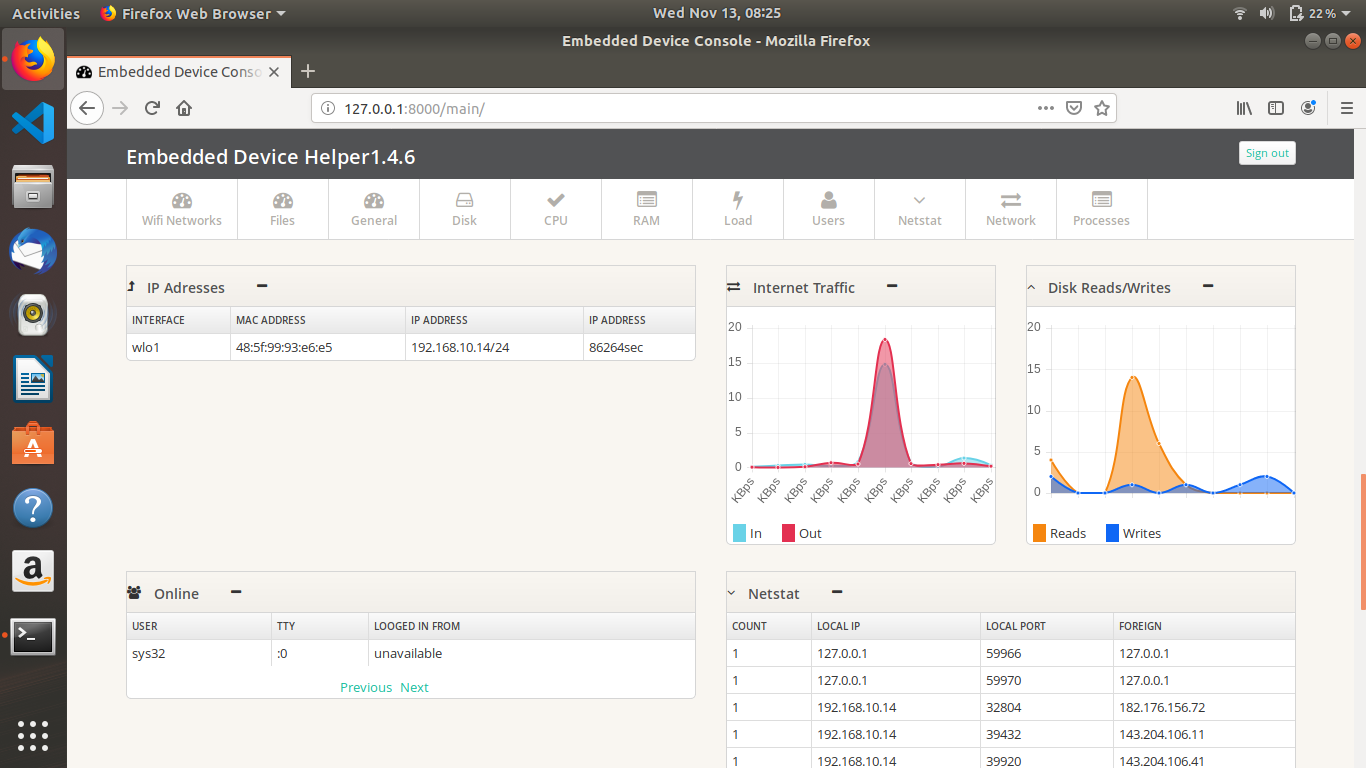 Activities Firefox Web Browser Wed Nov 13, 08:25 22%
Embedded Device Console - Mozilla Firefox
Embedded Device Conso
127.0.0.1:8000/main/
Embedded Device Helper1.4.6 Sign out
Wifi Networks Files General Disk CPU RAM Load Users Netstat Network Processes
IP Adresses
INTERFACE MAC ADDRESS IP ADDRESS IP ADDRESS
wlo1 48:5f:99:93:e6:e5 192.168.10.14/24 86264sec
Internet Traffic
20
15
10
5
0
KBps KBps KBps KBps KBps KBps KBps KBps KBps KBps
In Out
Disk Reads/Writes
20
15
10
5
0
Reads Writes
Online
USER TTY LOOGED IN FROM
sys32 :0 unavailable
Previous Next
Netstat
COUNT LOCAL IP LOCAL PORT FOREIGN
1 127.0.0.1 59966 127.0.0.1
1 127.0.0.1 59970 127.0.0.1
1 192.168.10.14 32804 182.176.156.72
1 192.168.10.14 39432 143.204.106.11
1 192.168.10.14 39920 143.204.106.41